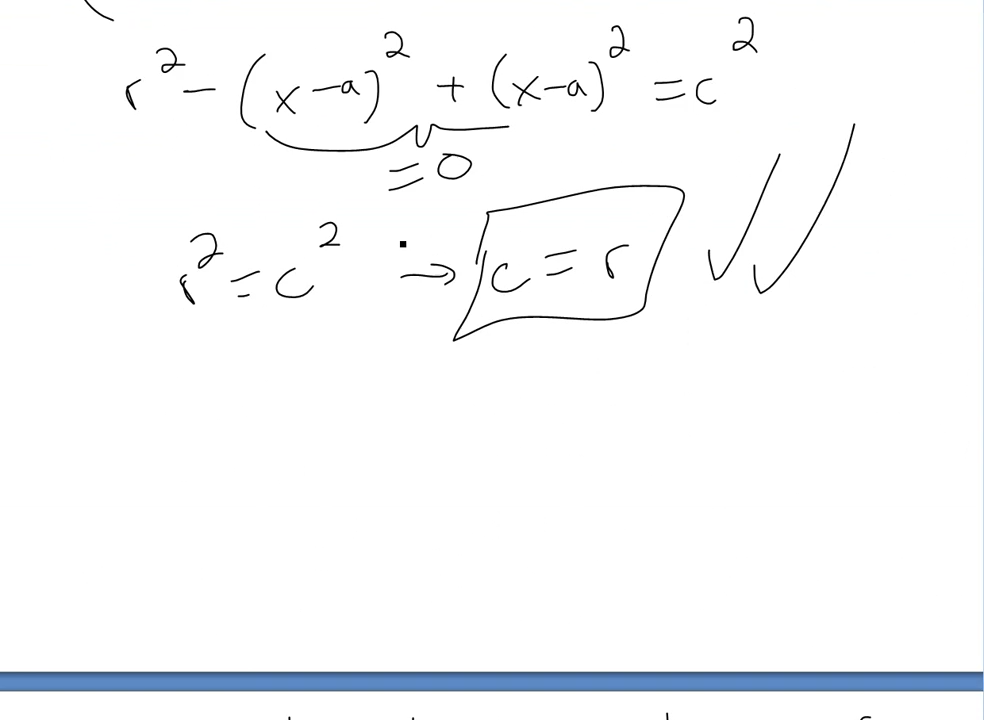 r² - (x-a)² + (x-a)² = c²
= 0
r² = c² → c = r